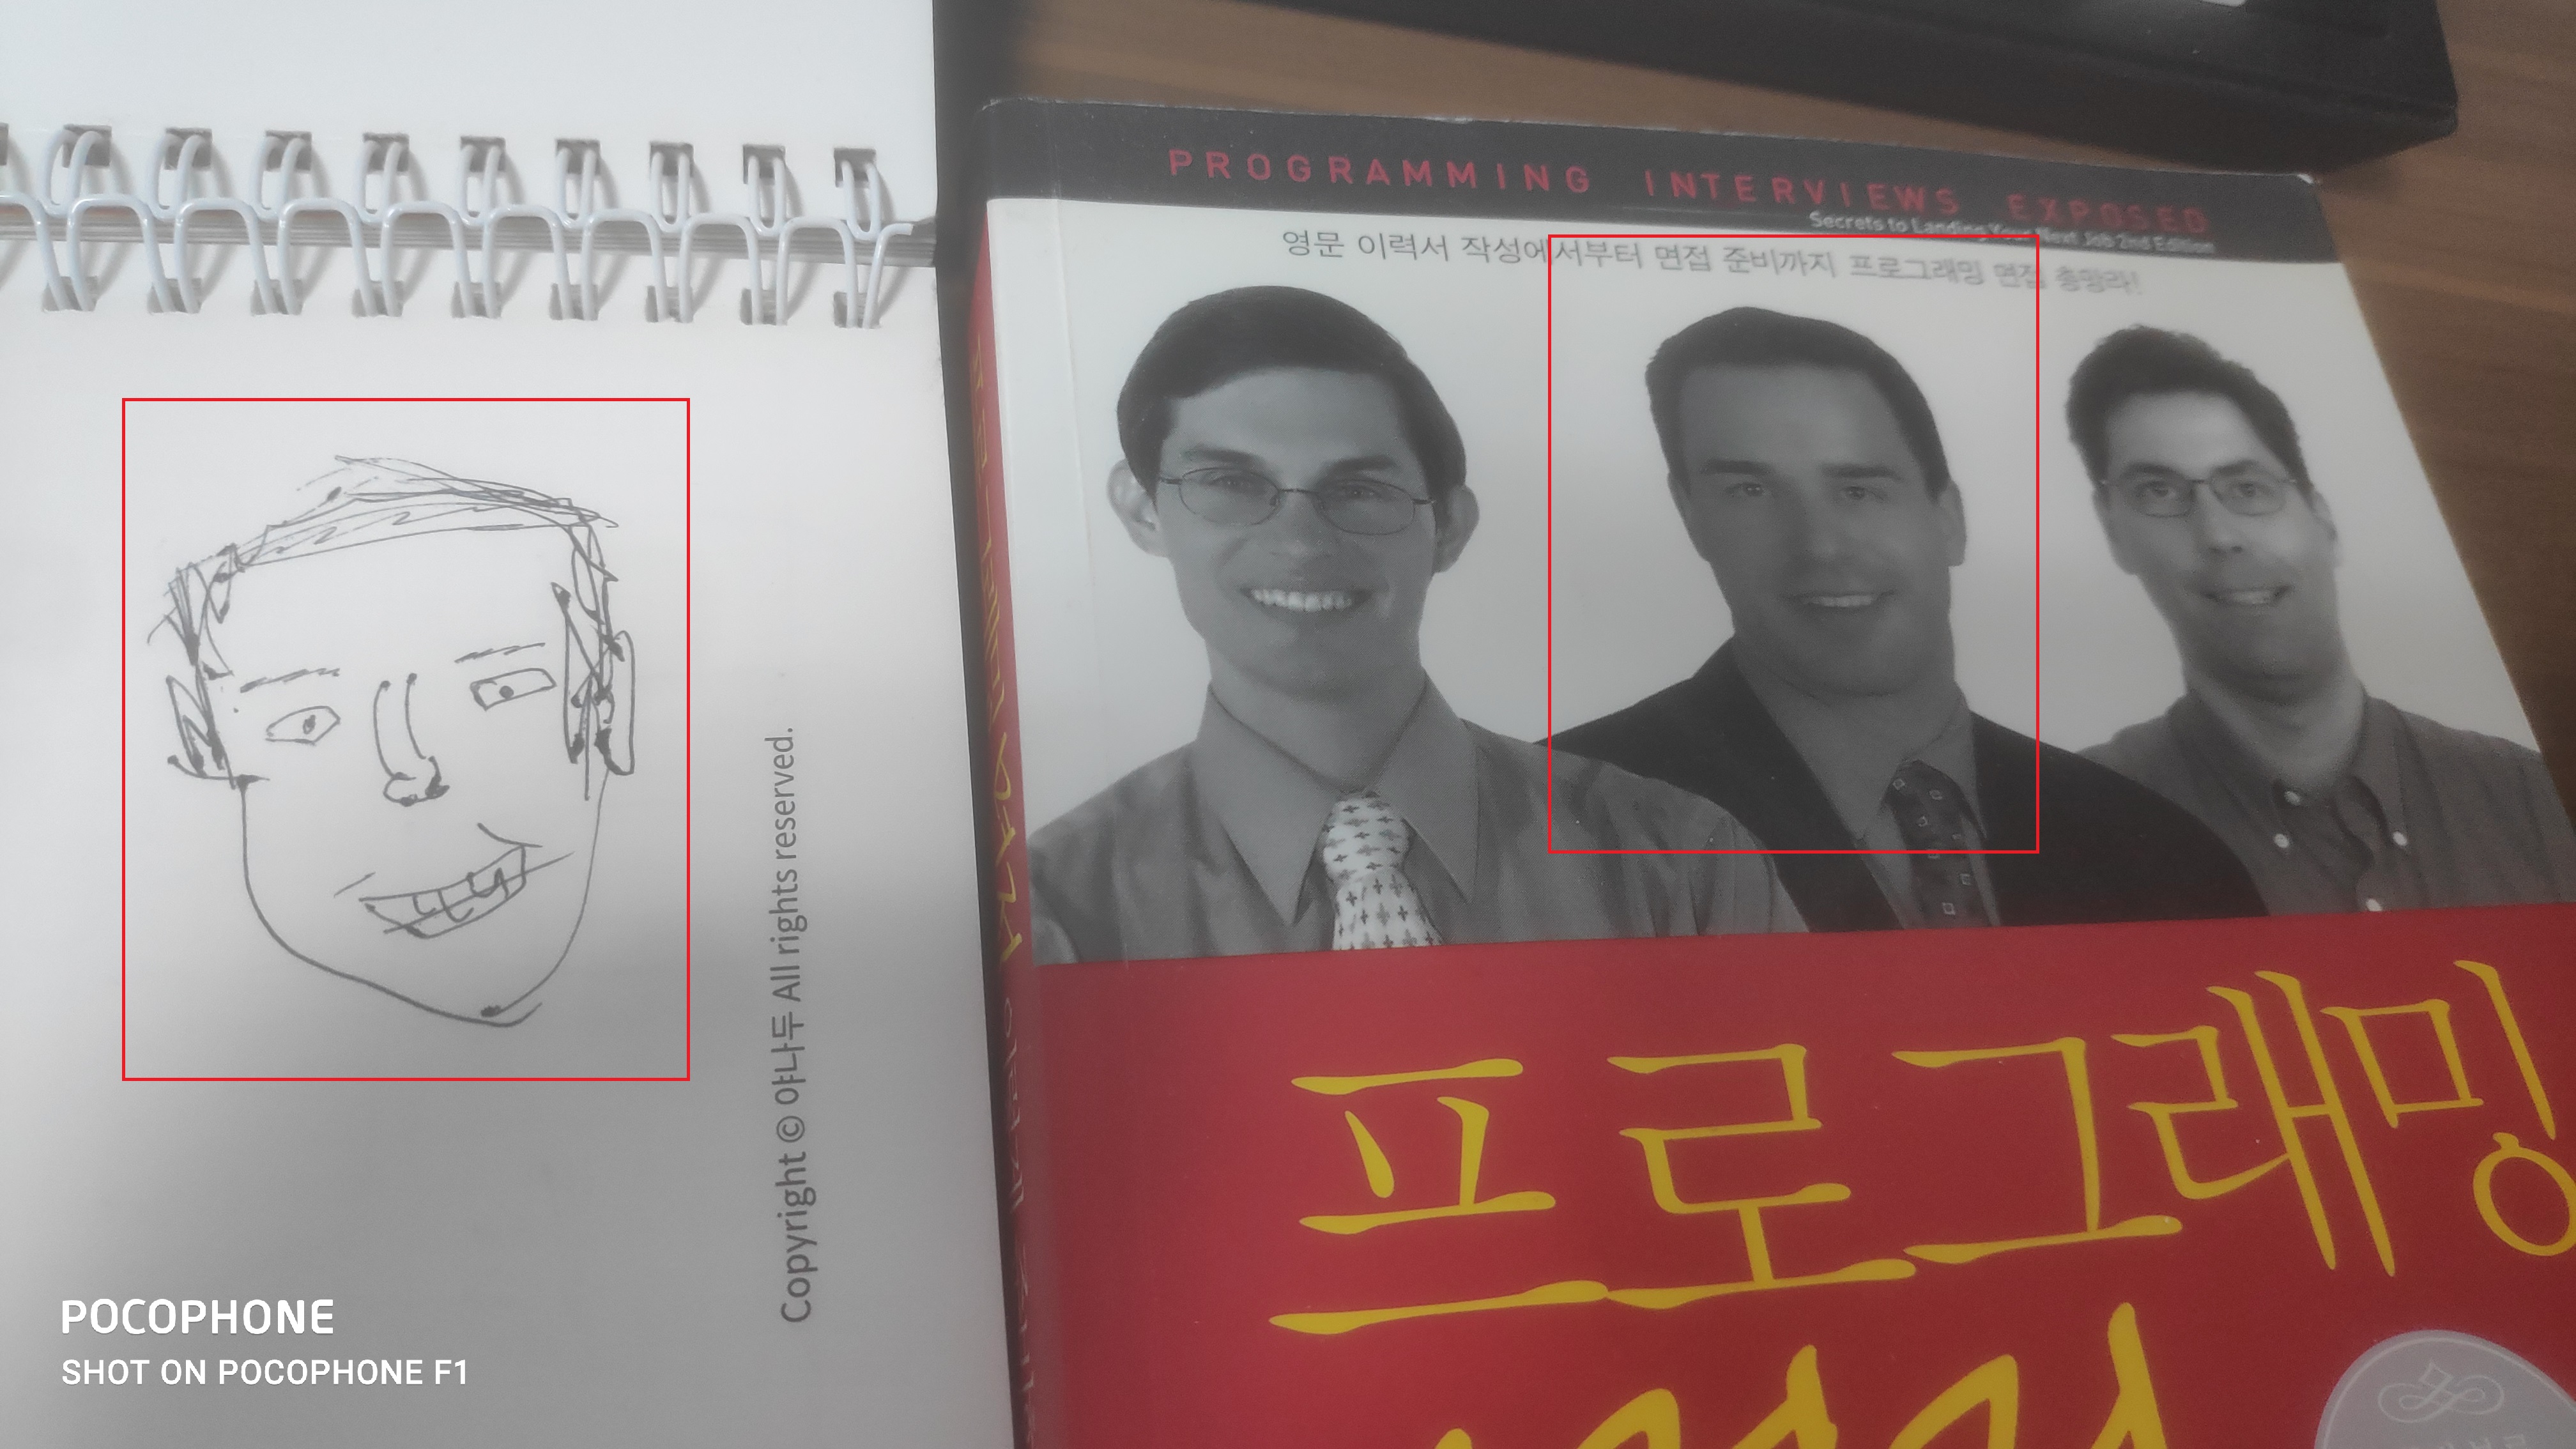 PROGRAMMING INTERVIEWS EXPOSED
Secrets to Landing Your Next Job 2nd Edition
영문 이력서 작성에서부터 면접 준비까지 프로그래밍 면접 총망라!
프로그래밍
Copyright © 야나두 All rights reserved.
POCOPHONE
SHOT ON POCOPHONE F1